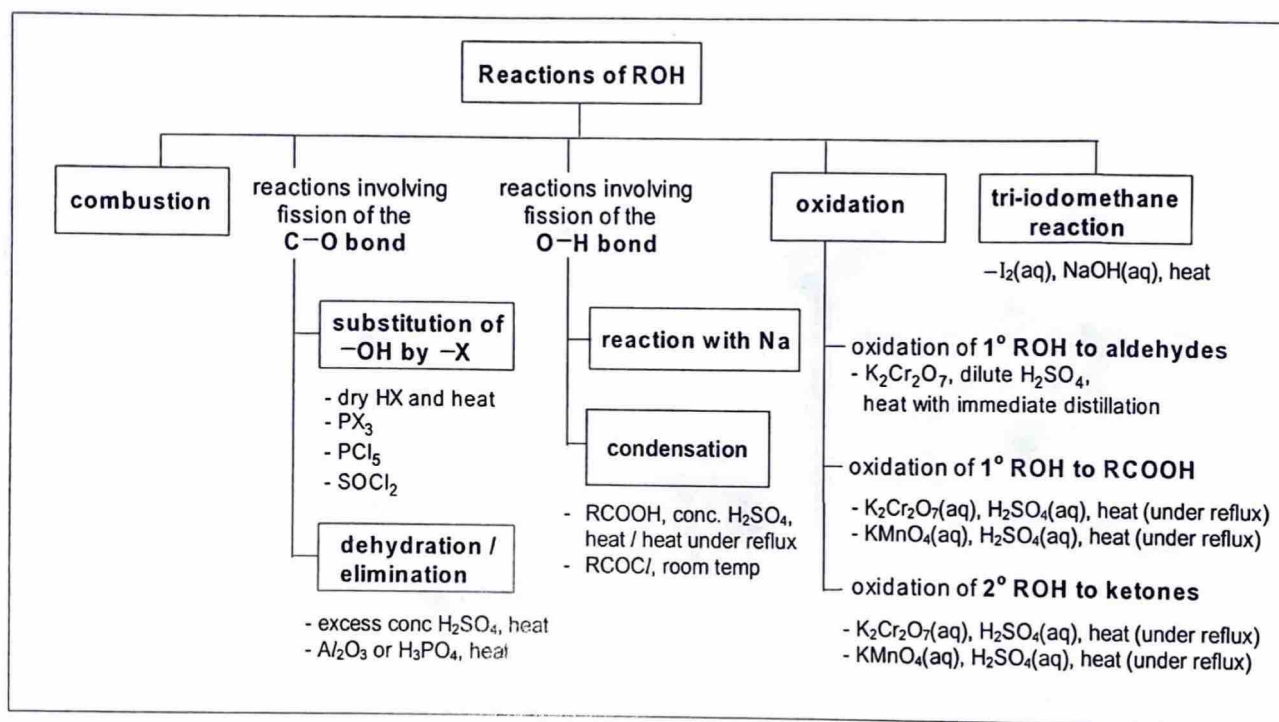 Reactions of ROH
combustion
reactions involving
fission of the
C–O bond
substitution of
–OH by –X
- dry HX and heat
- PX₃
- PCl₅
- SOCl₂
dehydration /
elimination
- excess conc H₂SO₄, heat
- Al₂O₃ or H₃PO₄, heat
reactions involving
fission of the
O–H bond
reaction with Na
condensation
- RCOOH, conc. H₂SO₄,
heat / heat under reflux
- RCOCl, room temp
oxidation
oxidation of 1° ROH to aldehydes
- K₂Cr₂O₇, dilute H₂SO₄,
heat with immediate distillation
oxidation of 1° ROH to RCOOH
- K₂Cr₂O₇(aq), H₂SO₄(aq), heat (under reflux)
- KMnO₄(aq), H₂SO₄(aq), heat (under reflux)
oxidation of 2° ROH to ketones
- K₂Cr₂O₇(aq), H₂SO₄(aq), heat (under reflux)
- KMnO₄(aq), H₂SO₄(aq), heat (under reflux)
tri-iodomethane
reaction
–I₂(aq), NaOH(aq), heat